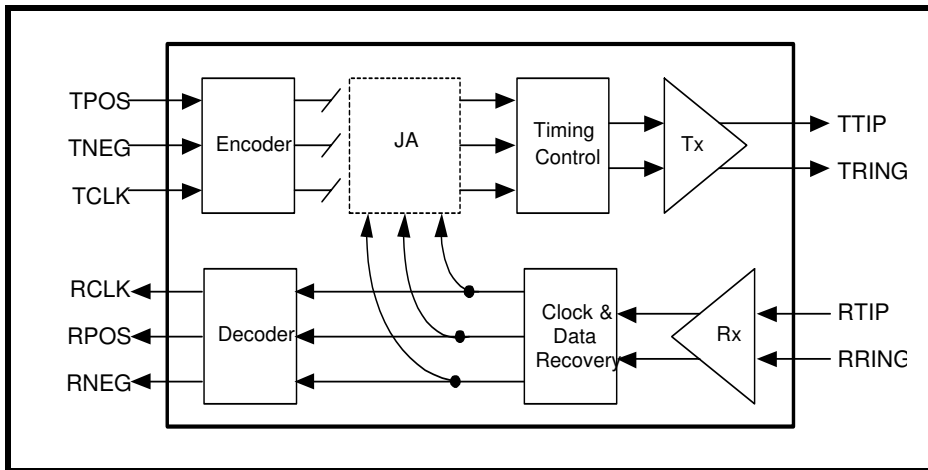 TPOS
TNEG
TCLK
Encoder
JA
Timing
Control
Tx
TTIP
TRING
RCLK
RPOS
RNEG
Decoder
Clock &
Data
Recovery
Rx
RTIP
RRING